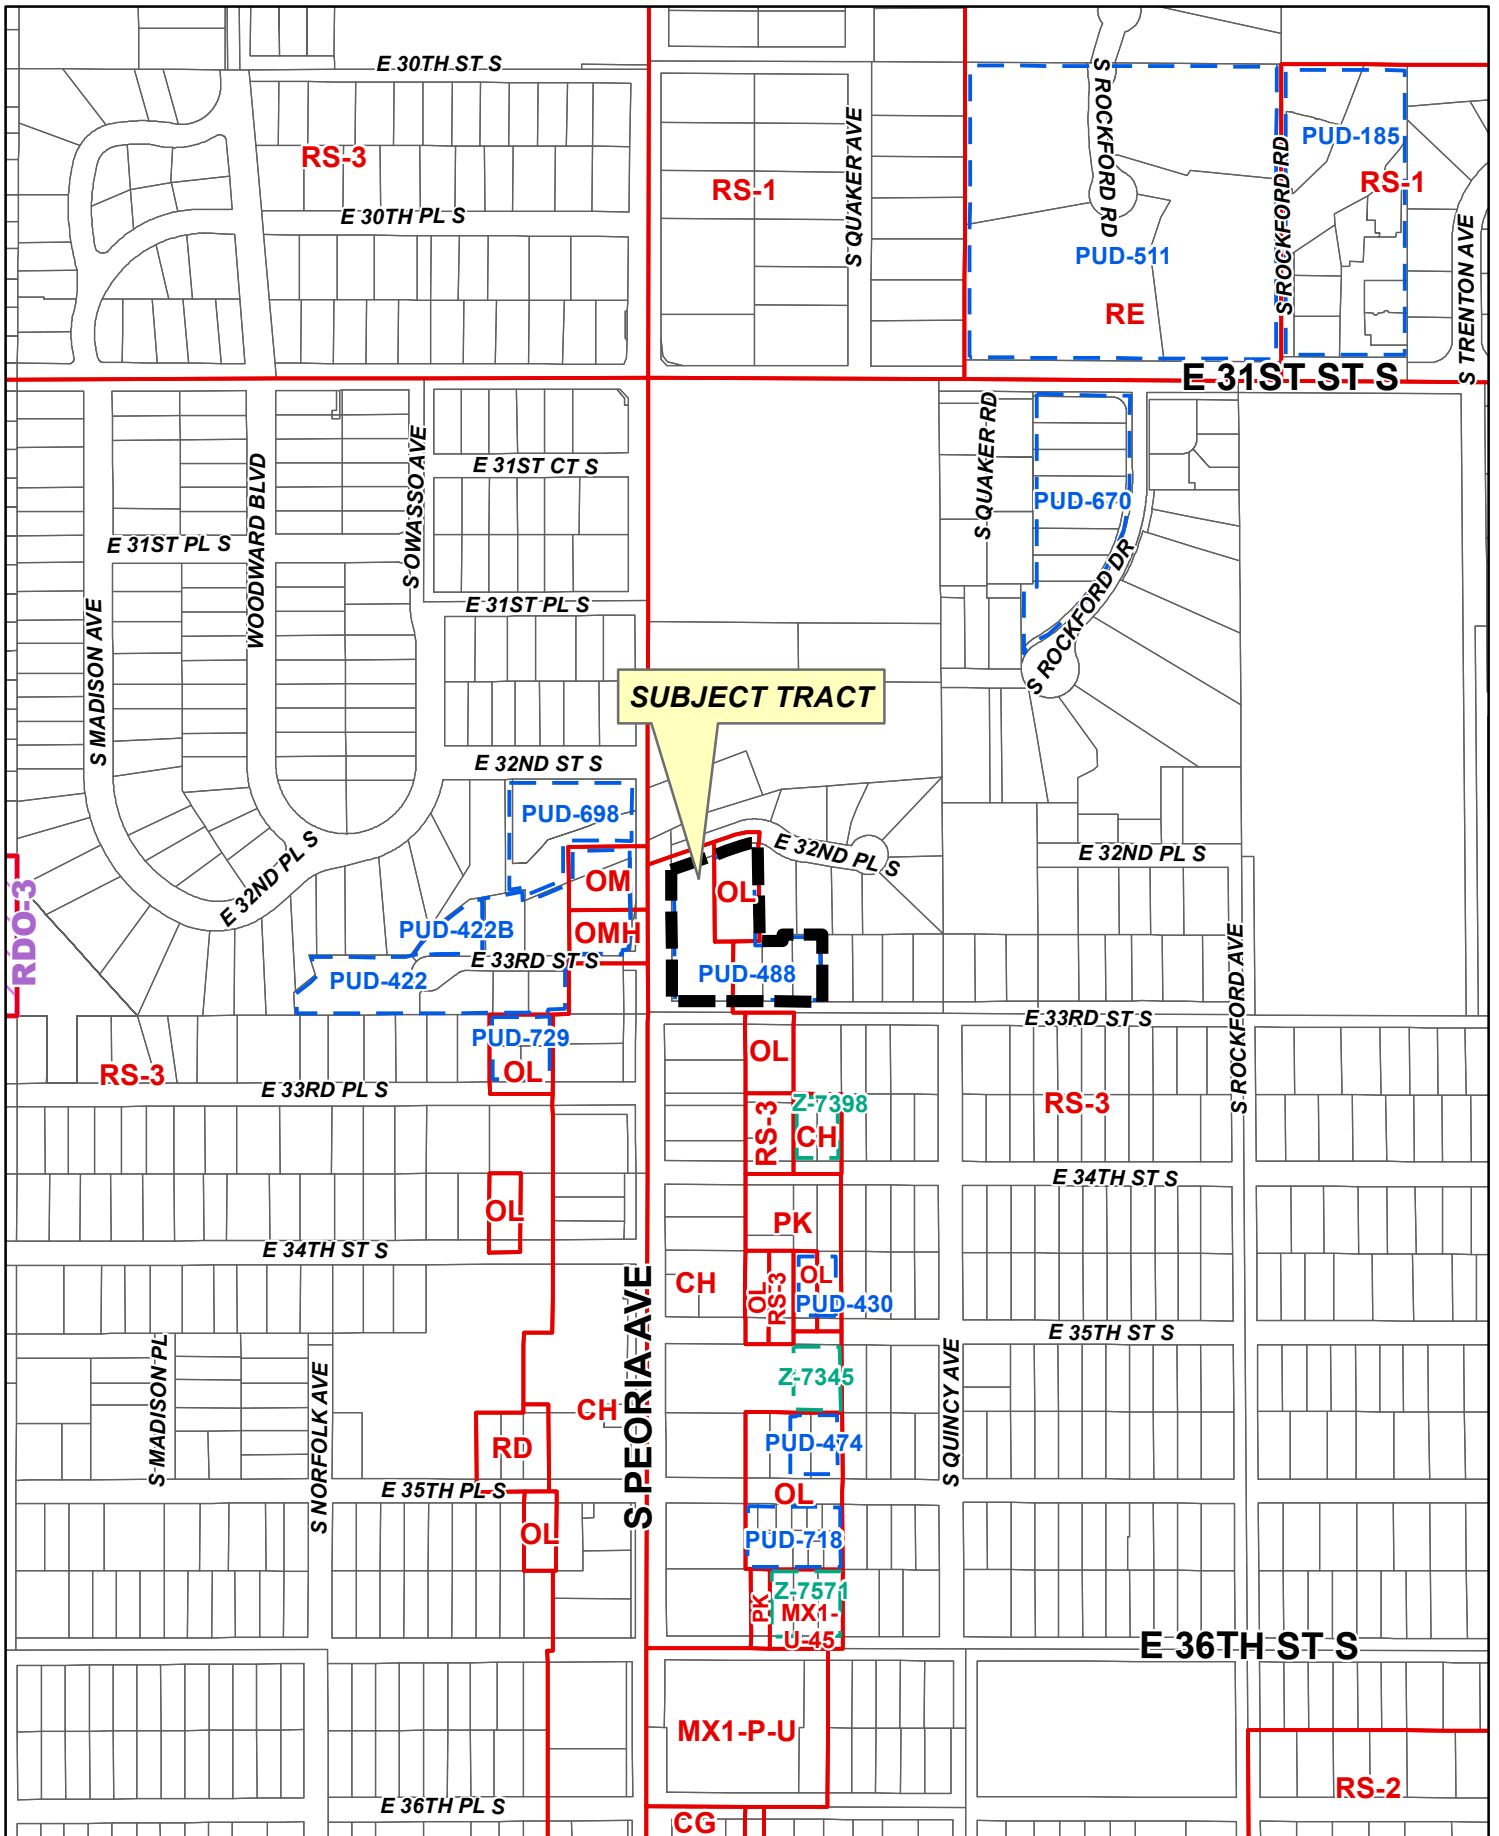 E 30TH ST S
S ROCKFORD RD
S QUAKER AVE
PUD-185
RS-3
RS-1
RS-1
S ROCKFORD RD
E 30TH PL S
PUD-511
S TRENTON AVE
RE
E 31ST ST S
S QUAKER RD
S OWASSO AVE
E 31ST CT S
WOODWARD BLVD
PUD-670
E 31ST PL S
E 31ST PL S
S MADISON AVE
S ROCKFORD DR
SUBJECT TRACT
E 32ND ST S
PUD-698
E 32ND PL S
E 32ND PL S
E 32ND PL S
OM
OL
RDO-3
PUD-422B
OMH
E 33RD ST S
PUD-422
PUD-488
S ROCKFORD AVE
E 33RD ST S
PUD-729
OL
OL
RS-3
E 33RD PL S
RS-3
Z-7398
CH
RS-3
E 34TH ST S
OL
PK
E 34TH ST S
CH
OL
RS-3
OL
PUD-430
S PEORIA AVE
E 35TH ST S
S MADISON PL
S NORFOLK AVE
Z-7345
S QUINCY AVE
CH
RD
PUD-474
E 35TH PL S
OL
OL
PUD-718
PK
Z-7571
MX1-
U-45
E 36TH ST S
MX1-P-U
RS-2
E 36TH PL S
CG